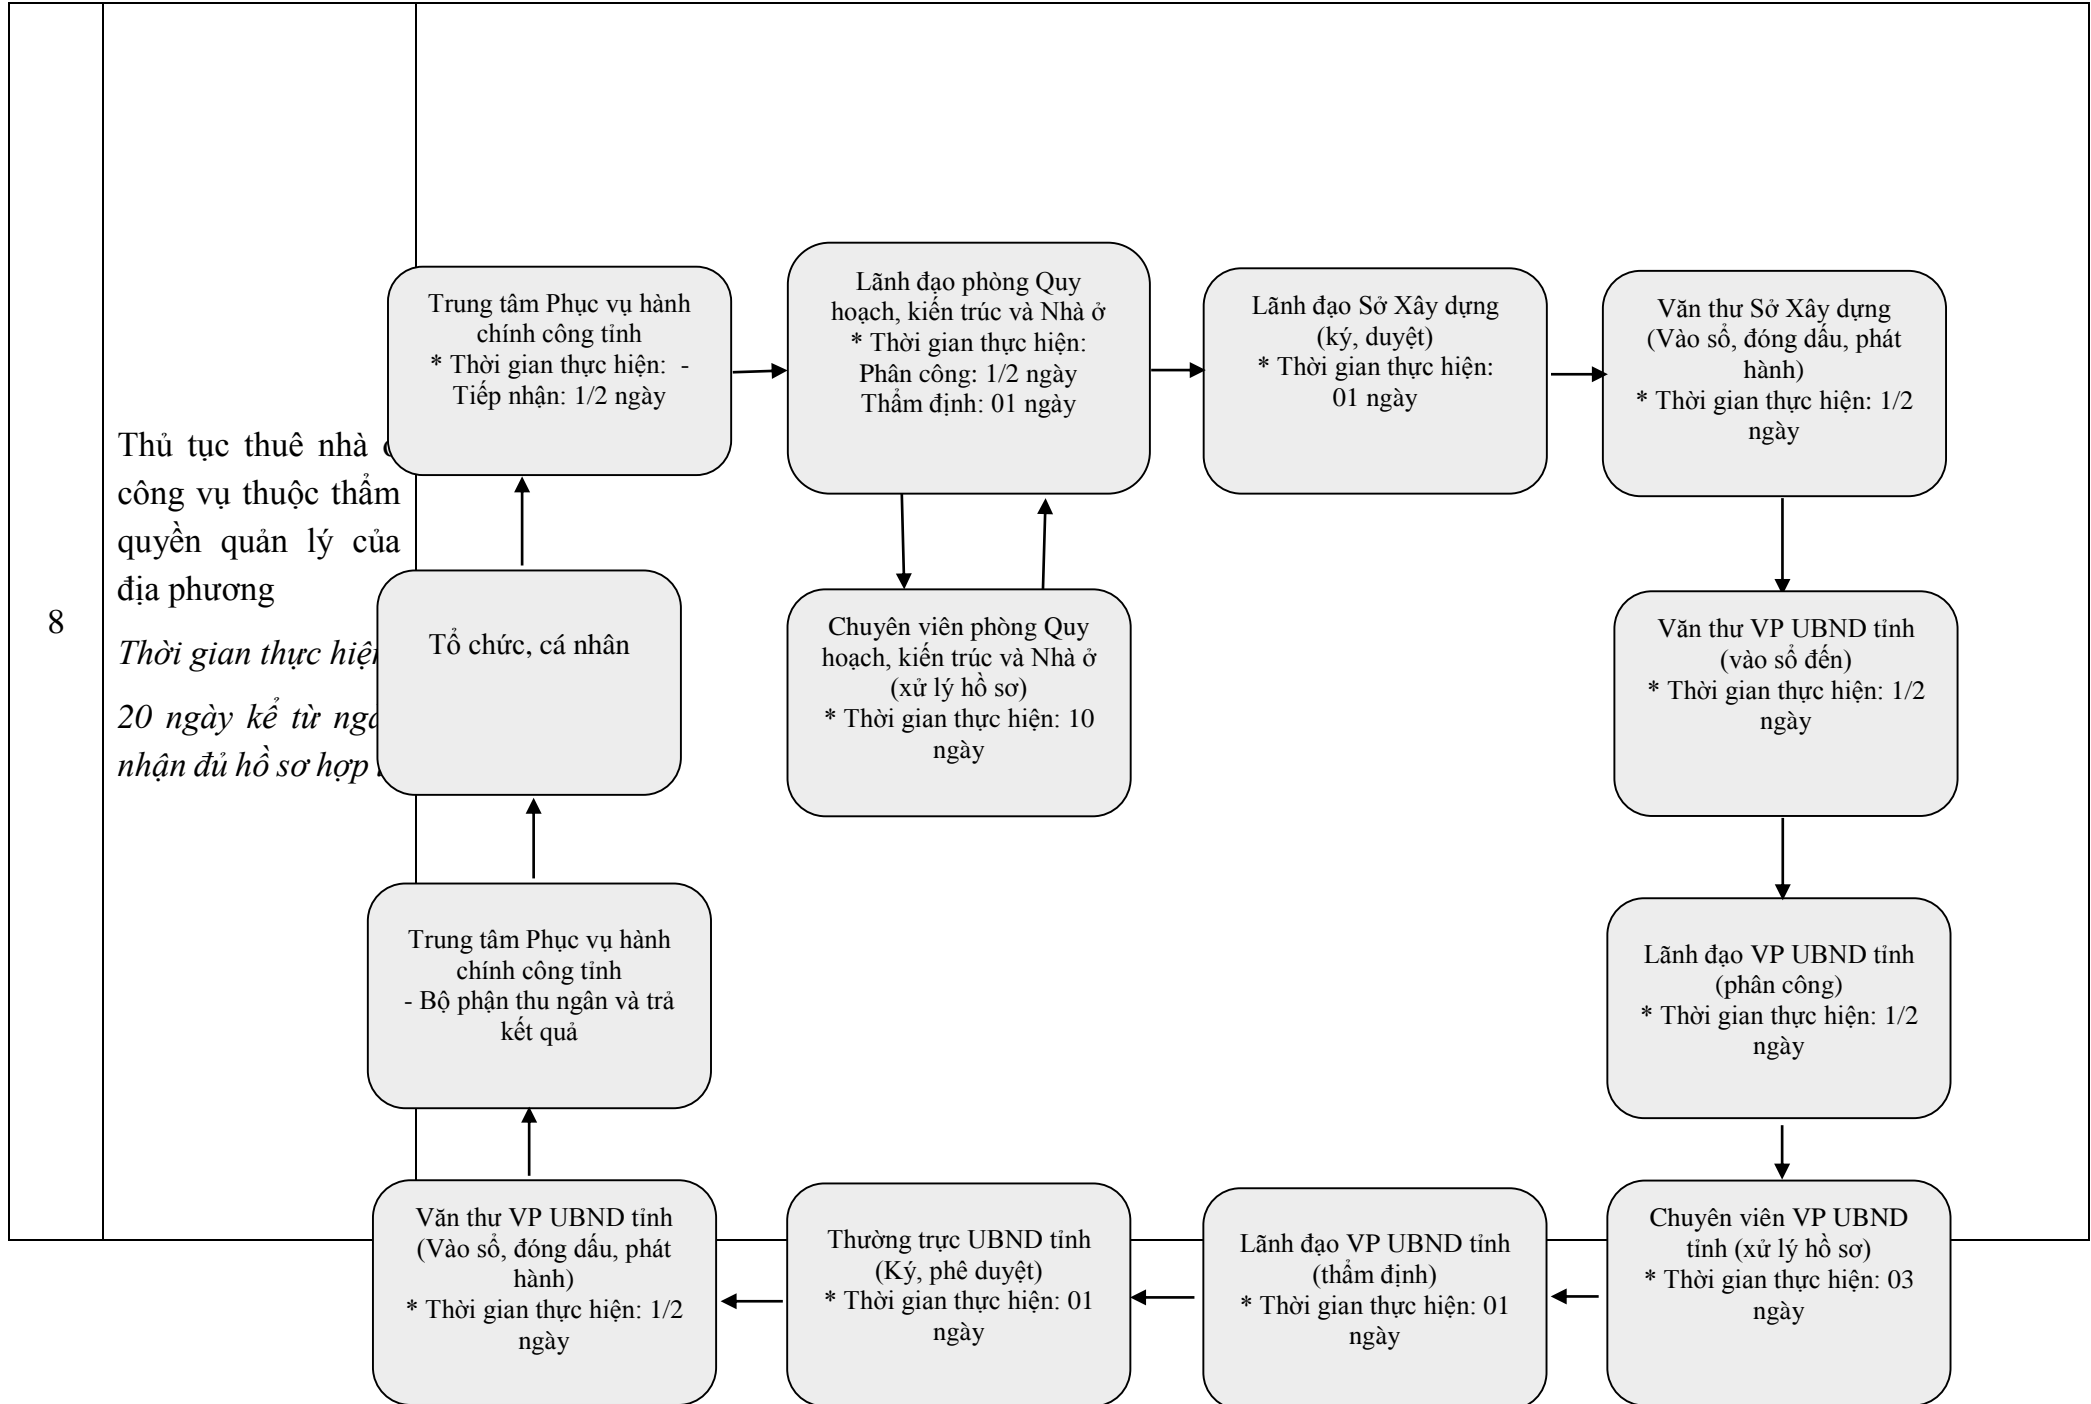 8
Thủ tục thuê nhà
công vụ thuộc thẩm
quyền quản lý của
địa phương
Thời gian thực hiện
20 ngày kể từ ngà
nhận đủ hồ sơ hợp
Trung tâm Phục vụ hành
chính công tỉnh
* Thời gian thực hiện: -
Tiếp nhận: 1/2 ngày
Lãnh đạo phòng Quy
hoạch, kiến trúc và Nhà ở
* Thời gian thực hiện:
Phân công: 1/2 ngày
Thẩm định: 01 ngày
Lãnh đạo Sở Xây dựng
(ký, duyệt)
* Thời gian thực hiện:
01 ngày
Văn thư Sở Xây dựng
(Vào sổ, đóng dấu, phát
hành)
* Thời gian thực hiện: 1/2
ngày
Tổ chức, cá nhân
Chuyên viên phòng Quy
hoạch, kiến trúc và Nhà ở
(xử lý hồ sơ)
* Thời gian thực hiện: 10
ngày
Văn thư VP UBND tỉnh
(vào sổ đến)
* Thời gian thực hiện: 1/2
ngày
Trung tâm Phục vụ hành
chính công tỉnh
- Bộ phận thu ngân và trả
kết quả
Lãnh đạo VP UBND tỉnh
(phân công)
* Thời gian thực hiện: 1/2
ngày
Văn thư VP UBND tỉnh
(Vào sổ, đóng dấu, phát
hành)
* Thời gian thực hiện: 1/2
ngày
Thường trực UBND tỉnh
(Ký, phê duyệt)
* Thời gian thực hiện: 01
ngày
Lãnh đạo VP UBND tỉnh
(thẩm định)
* Thời gian thực hiện: 01
ngày
Chuyên viên VP UBND
tỉnh (xử lý hồ sơ)
* Thời gian thực hiện: 03
ngày